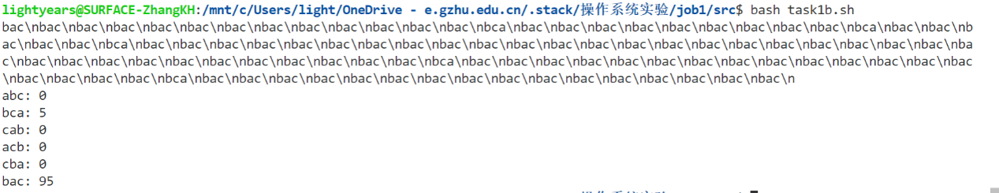 lightyears@SURFACE-ZhangKH:/mnt/c/Users/light/OneDrive - e.gzhu.edu.cn/.stack/操作系统实验/job1/src$ bash task1b.sh
bac\nbac\nbac\nbac\nbac\nbac\nbac\nbac\nbac\nbac\nbac\nbac\nbac\nbca\nbac\nbac\nbac\nbac\nbac\nbac\nbac\nbac\nbac\nbca\nbac\nbac\nb
ac\nbac\nbac\nbca\nbac\nbac\nbac\nbac\nbac\nbac\nbac\nbac\nbac\nbac\nbac\nbac\nbac\nbac\nbac\nbac\nbac\nbac\nbac\nbac\nbac\nbac\nba
c\nbac\nbac\nbac\nbac\nbac\nbac\nbac\nbac\nbac\nbac\nbac\nbca\nbac\nbac\nbac\nbac\nbac\nbac\nbac\nbac\nbac\nbac\nbac\nbac\nbac\nbac
\nbac\nbac\nbac\nbac\nbca\nbac\nbac\nbac\nbac\nbac\nbac\nbac\nbac\nbac\nbac\nbac\nbac\nbac\nbac\nbac\nbac\n
abc: 0
bca: 5
cab: 0
acb: 0
cba: 0
bac: 95